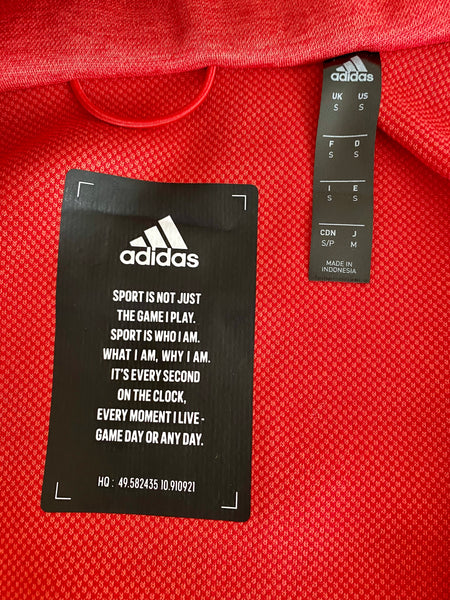 adidas
UK US
S S
F D
S S
I E
S S
CDN J
S/P M
MADE IN
INDONESIA
adidas
SPORT IS NOT JUST
THE GAME I PLAY.
SPORT IS WHO I AM.
WHAT I AM, WHY I AM.
IT'S EVERY SECOND
ON THE CLOCK,
EVERY MOMENT I LIVE -
GAME DAY OR ANY DAY.
HQ : 49.582435 10.910921